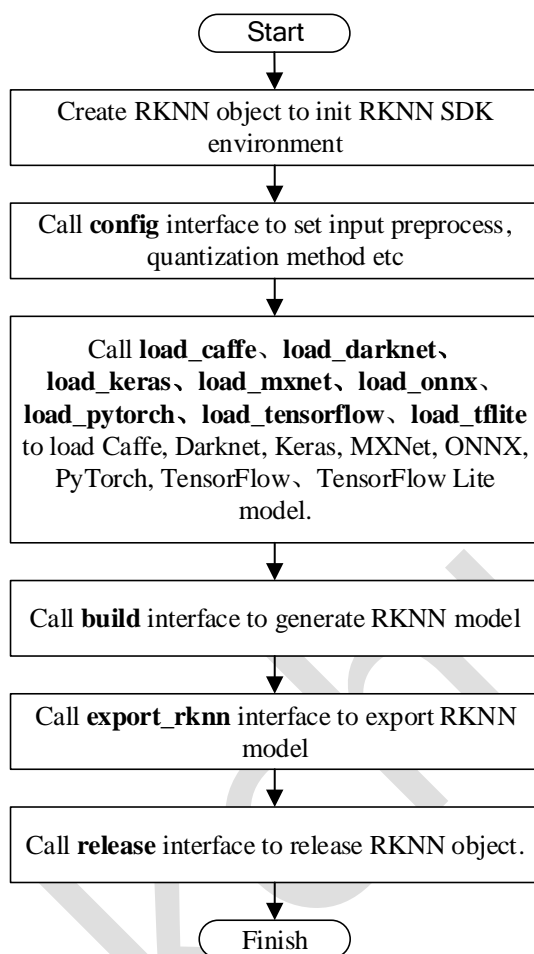 Start
Create RKNN object to init RKNN SDK
environment
Call config interface to set input preprocess,
quantization method etc
Call load_caffe、load_darknet、
load_keras、load_mxnet、load_onnx、
load_pytorch、load_tensorflow、load_tflite
to load Caffe, Darknet, Keras, MXNet, ONNX,
PyTorch, TensorFlow、TensorFlow Lite
model.
Call build interface to generate RKNN model
Call export_rknn interface to export RKNN
model
Call release interface to release RKNN object.
Finish